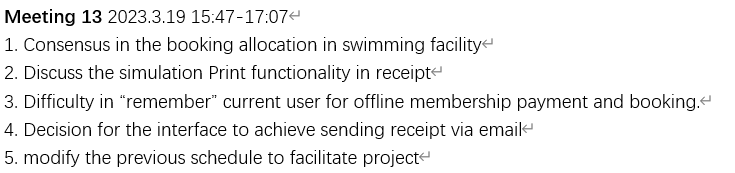 Meeting 13 2023.3.19 15:47-17:07↵
1. Consensus in the booking allocation in swimming facility↵
2. Discuss the simulation Print functionality in receipt↵
3. Difficulty in “remember” current user for offline membership payment and booking.↵
4. Decision for the interface to achieve sending receipt via email↵
5. modify the previous schedule to facilitate project↵